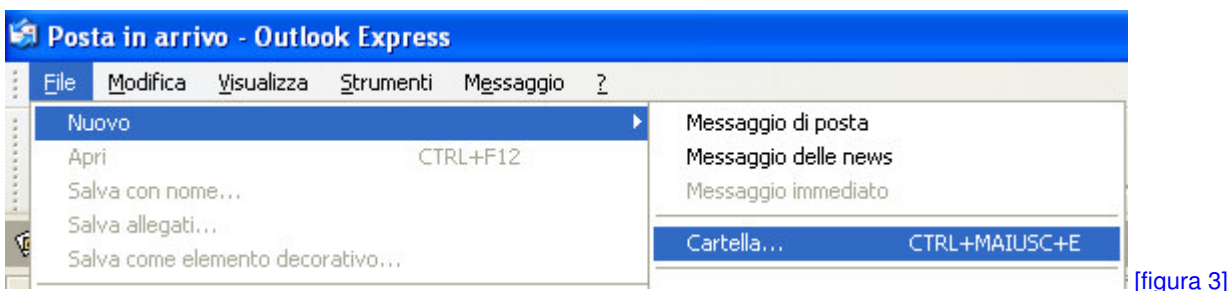 Posta in arrivo - Outlook Express
File Modifica Visualizza Strumenti Messaggio ?
Nuovo
Apri CTRL+F12
Salva con nome...
Salva allegati...
Salva come elemento decorativo...
Messaggio di posta
Messaggio delle news
Messaggio immediato
Cartella... CTRL+MAIUSC+E
[figura 3]